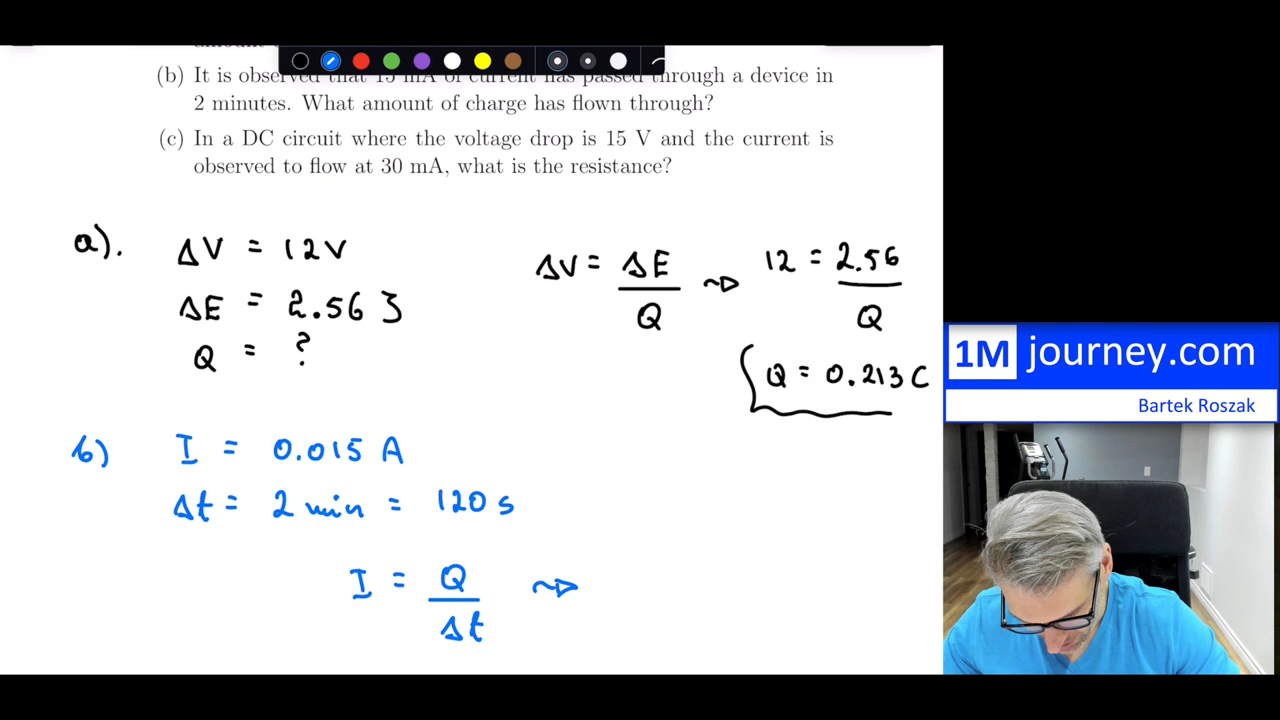 (b) It is observed that 15 mA of current has passed through a device in
2 minutes. What amount of charge has flown through?
(c) In a DC circuit where the voltage drop is 15 V and the current is
observed to flow at 30 mA, what is the resistance?
a). ΔV = 12V
ΔE = 2.56 J
Q = ?
ΔV = ΔE / Q ⇝ 12 = 2.56 / Q
Q = 0.213 C
b) I = 0.015 A
Δt = 2 min = 120 s
I = Q / Δt ⇝
1M journey.com
Bartek Roszak